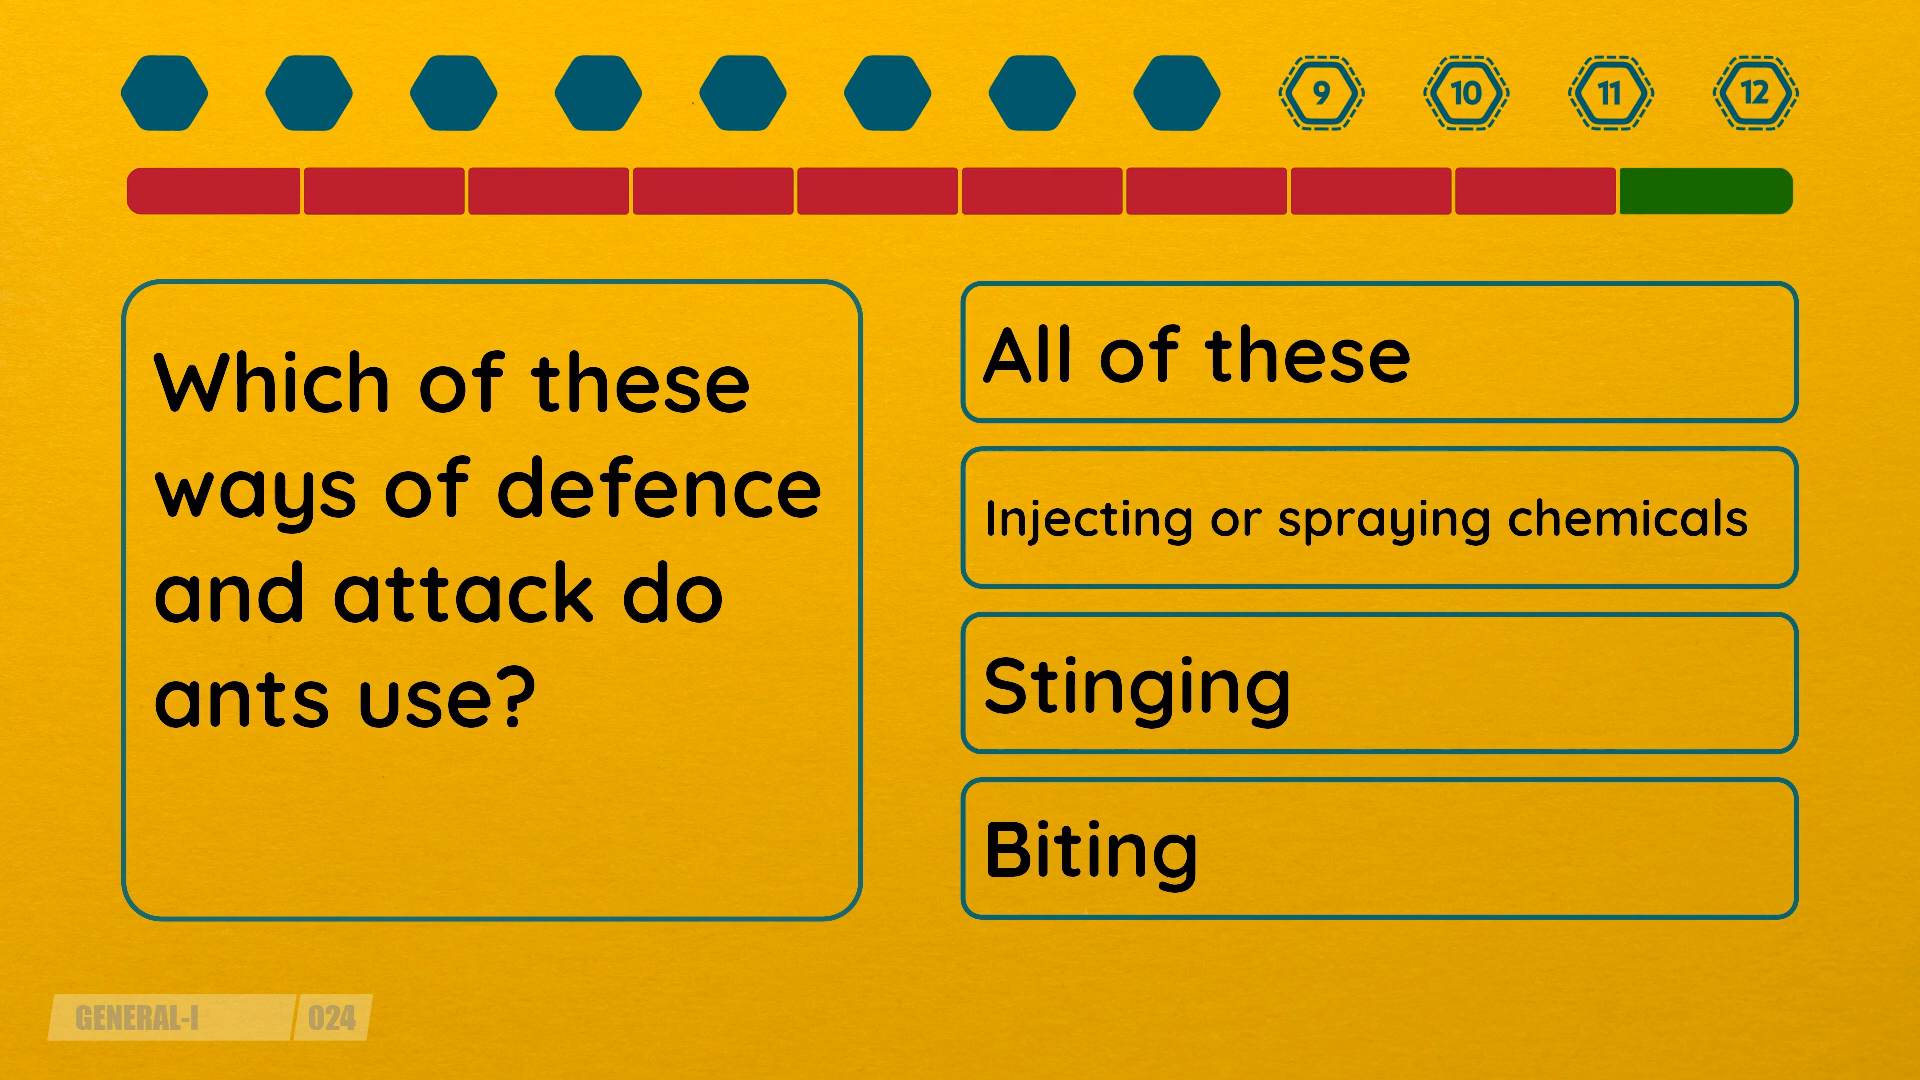 9 10 11 12
Which of these
ways of defence
and attack do
ants use?
All of these
Injecting or spraying chemicals
Stinging
Biting
GENERAL-I 024